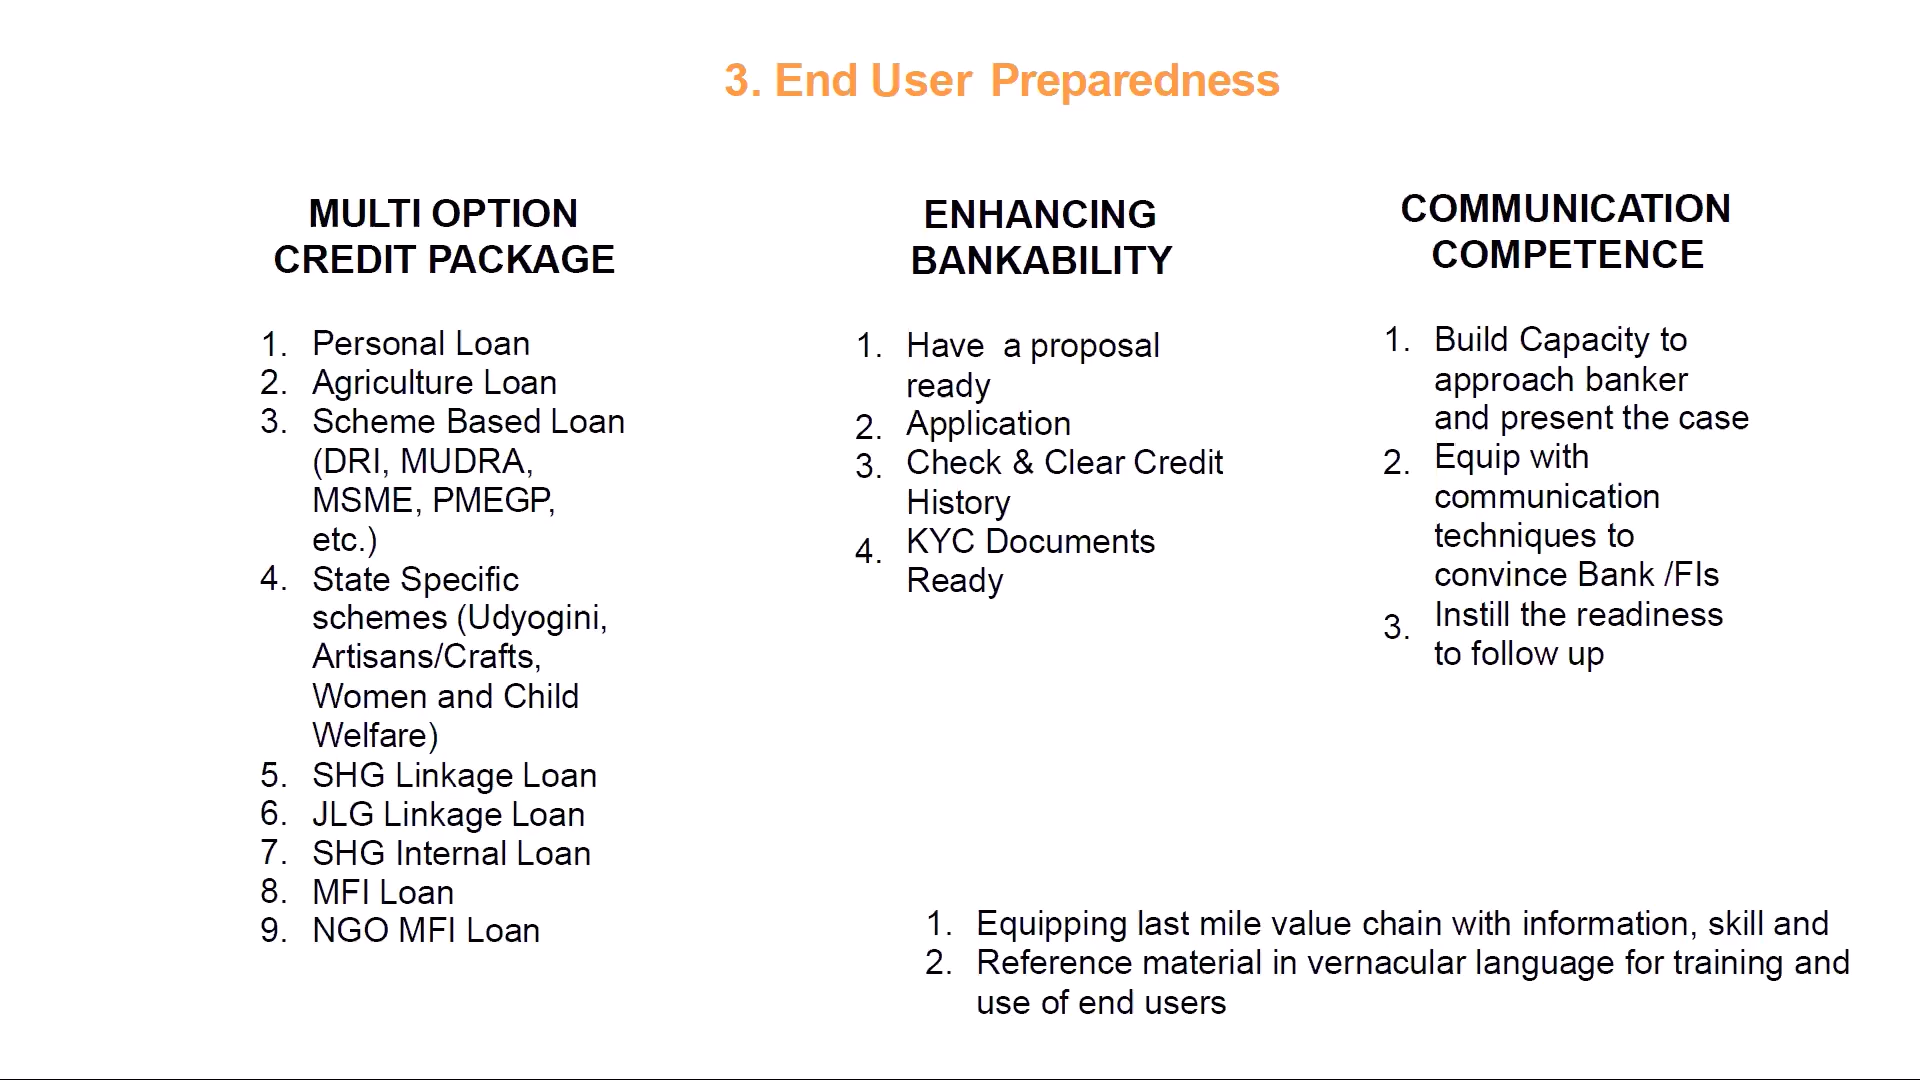 3. End User Preparedness
MULTI OPTION
CREDIT PACKAGE
1. Personal Loan
2. Agriculture Loan
3. Scheme Based Loan
(DRI, MUDRA,
MSME, PMEGP,
etc.)
4. State Specific
schemes (Udyogini,
Artisans/Crafts,
Women and Child
Welfare)
5. SHG Linkage Loan
6. JLG Linkage Loan
7. SHG Internal Loan
8. MFI Loan
9. NGO MFI Loan
ENHANCING
BANKABILITY
1. Have a proposal
ready
2. Application
3. Check & Clear Credit
History
4. KYC Documents
Ready
COMMUNICATION
COMPETENCE
1. Build Capacity to
approach banker
and present the case
2. Equip with
communication
techniques to
convince Bank /FIs
3. Instill the readiness
to follow up
1. Equipping last mile value chain with information, skill and
2. Reference material in vernacular language for training and
use of end users